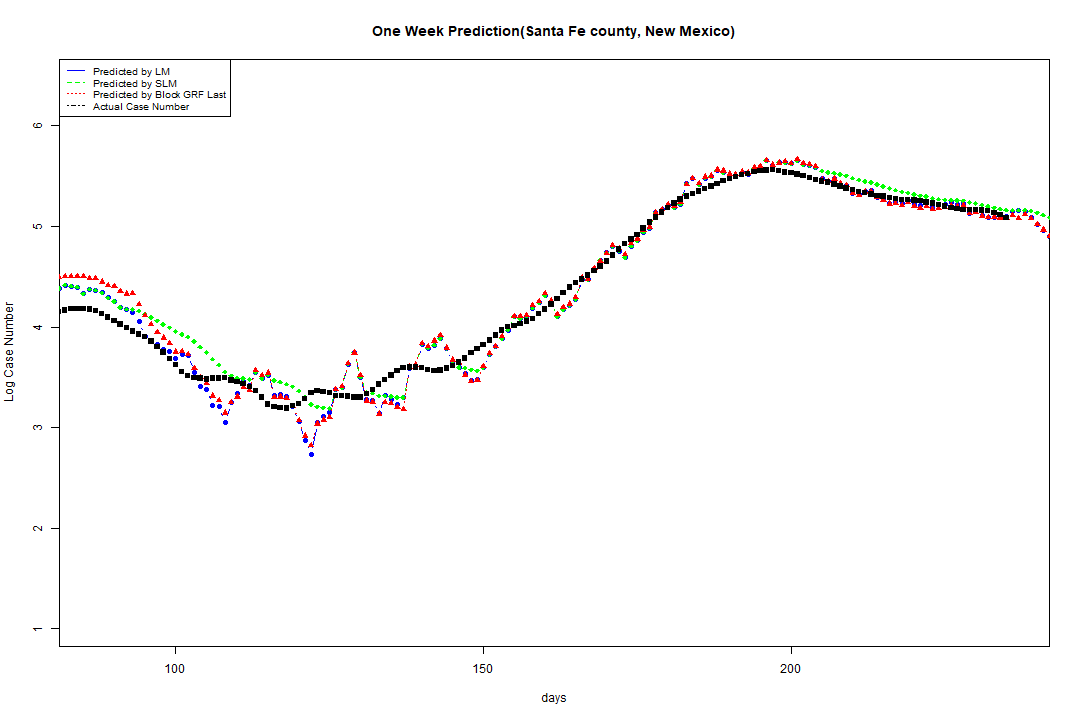 One Week Prediction(Santa Fe county, New Mexico)
Predicted by LM
Predicted by SLM
Predicted by Block GRF Last
Actual Case Number
6
5
4
3
2
1
Log Case Number
100 150 200
days